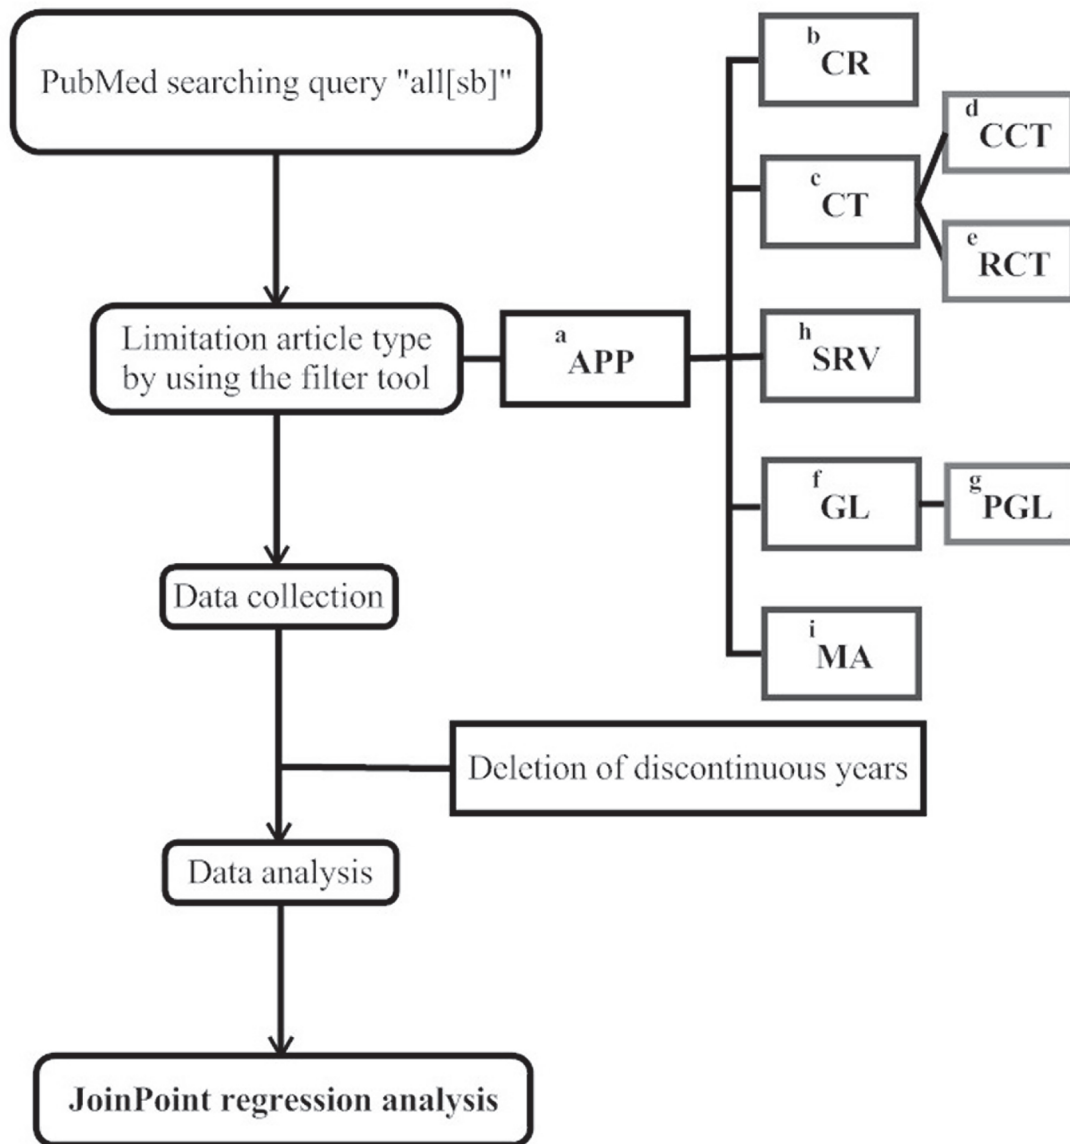 PubMed searching query "all[sb]"
Limitation article type
by using the filter tool
a APP
b CR
c CT
d CCT
e RCT
h SRV
f GL
g PGL
i MA
Data collection
Deletion of discontinuous years
Data analysis
JoinPoint regression analysis